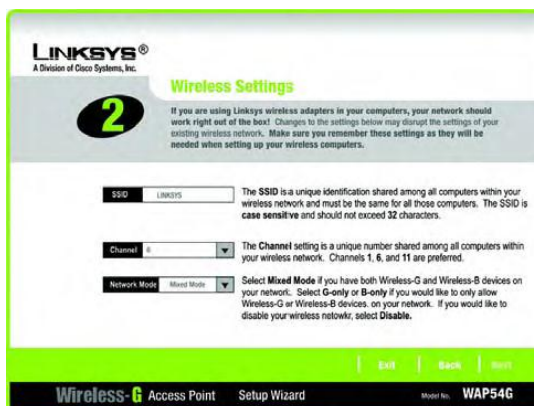 LINKSYS®
A Division of Cisco Systems, Inc.
2
Wireless Settings
If you are using Linksys wireless adapters in your computers, your network should
work right out of the box! Changes to the settings below may disrupt the settings of your
existing wireless network. Make sure you remember these settings as they will be
needed when setting up your wireless computers.
SSID LINKSYS
The SSID is a unique identification shared among all computers within your
wireless network and must be the same for all those computers. The SSID is
case sensitive and should not exceed 32 characters.
Channel 6
The Channel setting is a unique number shared among all computers within
your wireless network. Channels 1, 6, and 11 are preferred.
Network Mode Mixed Mode
Select Mixed Mode if you have both Wireless-G and Wireless-B devices on
your network. Select G-only or B-only if you would like to only allow
Wireless-G or Wireless-B devices. on your network. If you would like to
disable your wireless netowkr, select Disable.
Exit Back Next
Wireless-G Access Point Setup Wizard Model No. WAP54G